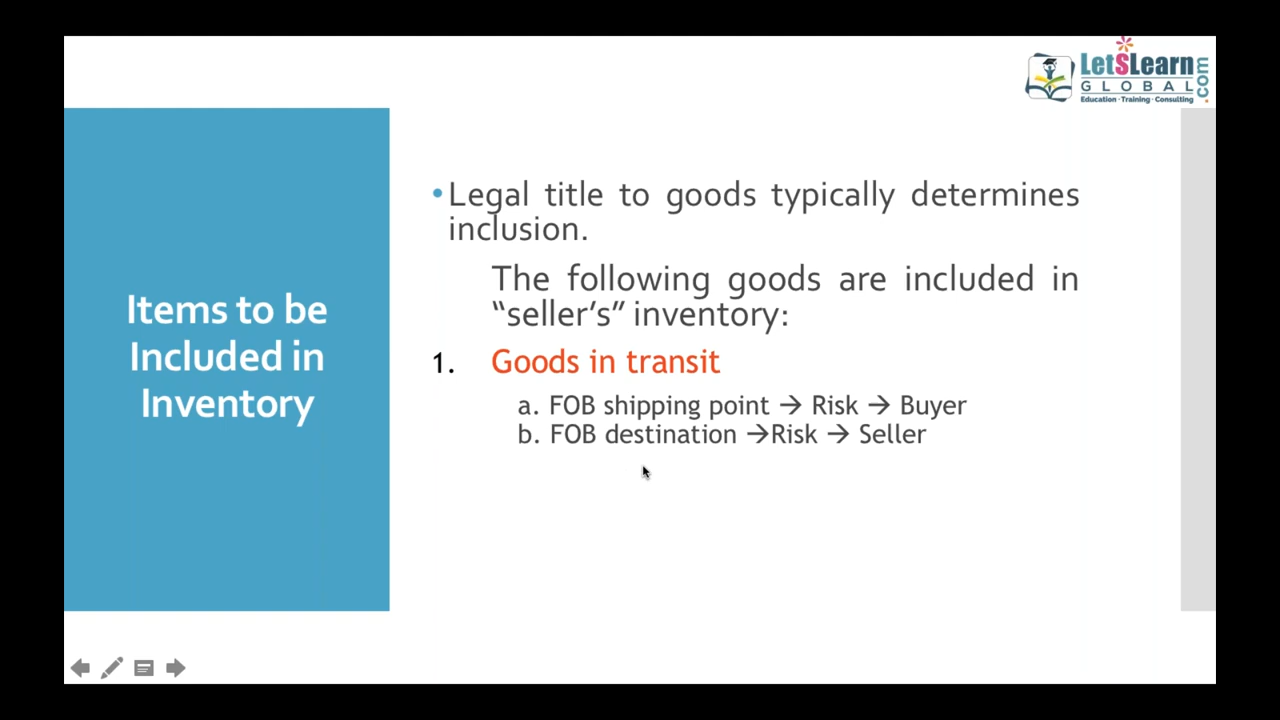 LetSLearn
GLOBAL
.com
Education · Training · Consulting
Items to be
Included in
Inventory
• Legal title to goods typically determines
inclusion.
The following goods are included in
“seller’s” inventory:
1. Goods in transit
a. FOB shipping point → Risk → Buyer
b. FOB destination →Risk → Seller